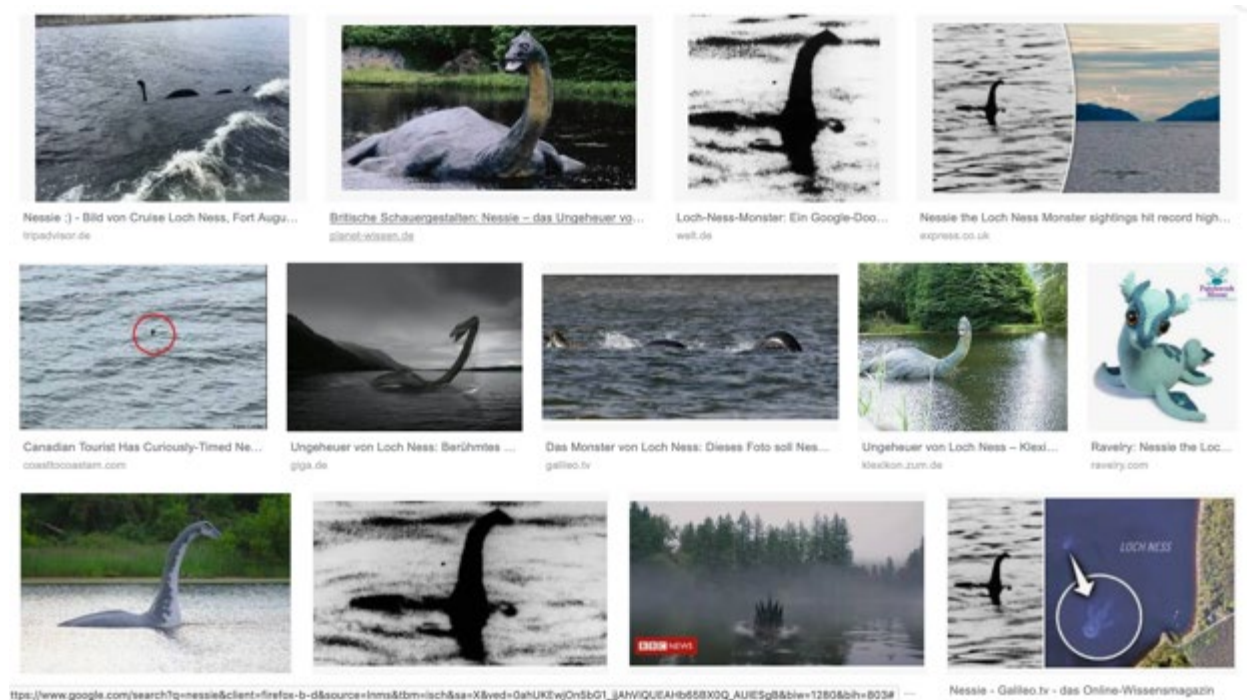 Nessie :) - Bild von Cruise Loch Ness, Fort Augu...
tripadvisor.de
Britische Schauergestalten: Nessie – das Ungeheuer vo...
planet-wissen.de
Loch-Ness-Monster: Ein Google-Doo...
welt.de
Nessie the Loch Ness Monster sightings hit record high...
express.co.uk
Patchwork Moose
Canadian Tourist Has Curiously-Timed Ne...
coasttocoastam.com
Ungeheuer von Loch Ness: Berühmtes ...
giga.de
Das Monster von Loch Ness: Dieses Foto soll Nes...
galileo.tv
Ungeheuer von Loch Ness – Klexi...
klexikon.zum.de
Ravelry: Nessie the Loc...
ravelry.com
LOCH NESS
BBC NEWS
Nessie - Galileo.tv - das Online-Wissensmagazin